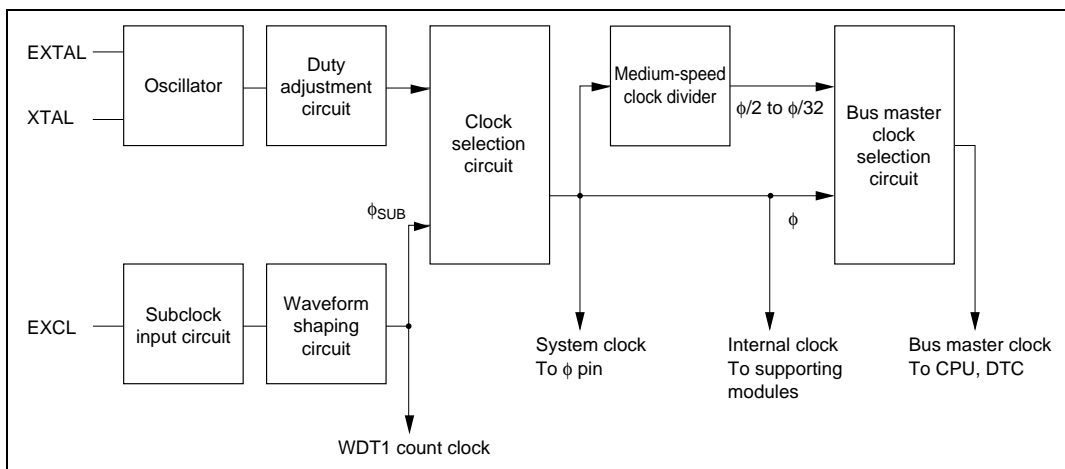 EXTAL
XTAL
Oscillator
Duty
adjustment
circuit
Clock
selection
circuit
Medium-speed
clock divider
ϕ/2 to ϕ/32
Bus master
clock
selection
circuit
ϕSUB
ϕ
EXCL
Subclock
input circuit
Waveform
shaping
circuit
System clock
To ϕ pin
Internal clock
To supporting
modules
Bus master clock
To CPU, DTC
WDT1 count clock